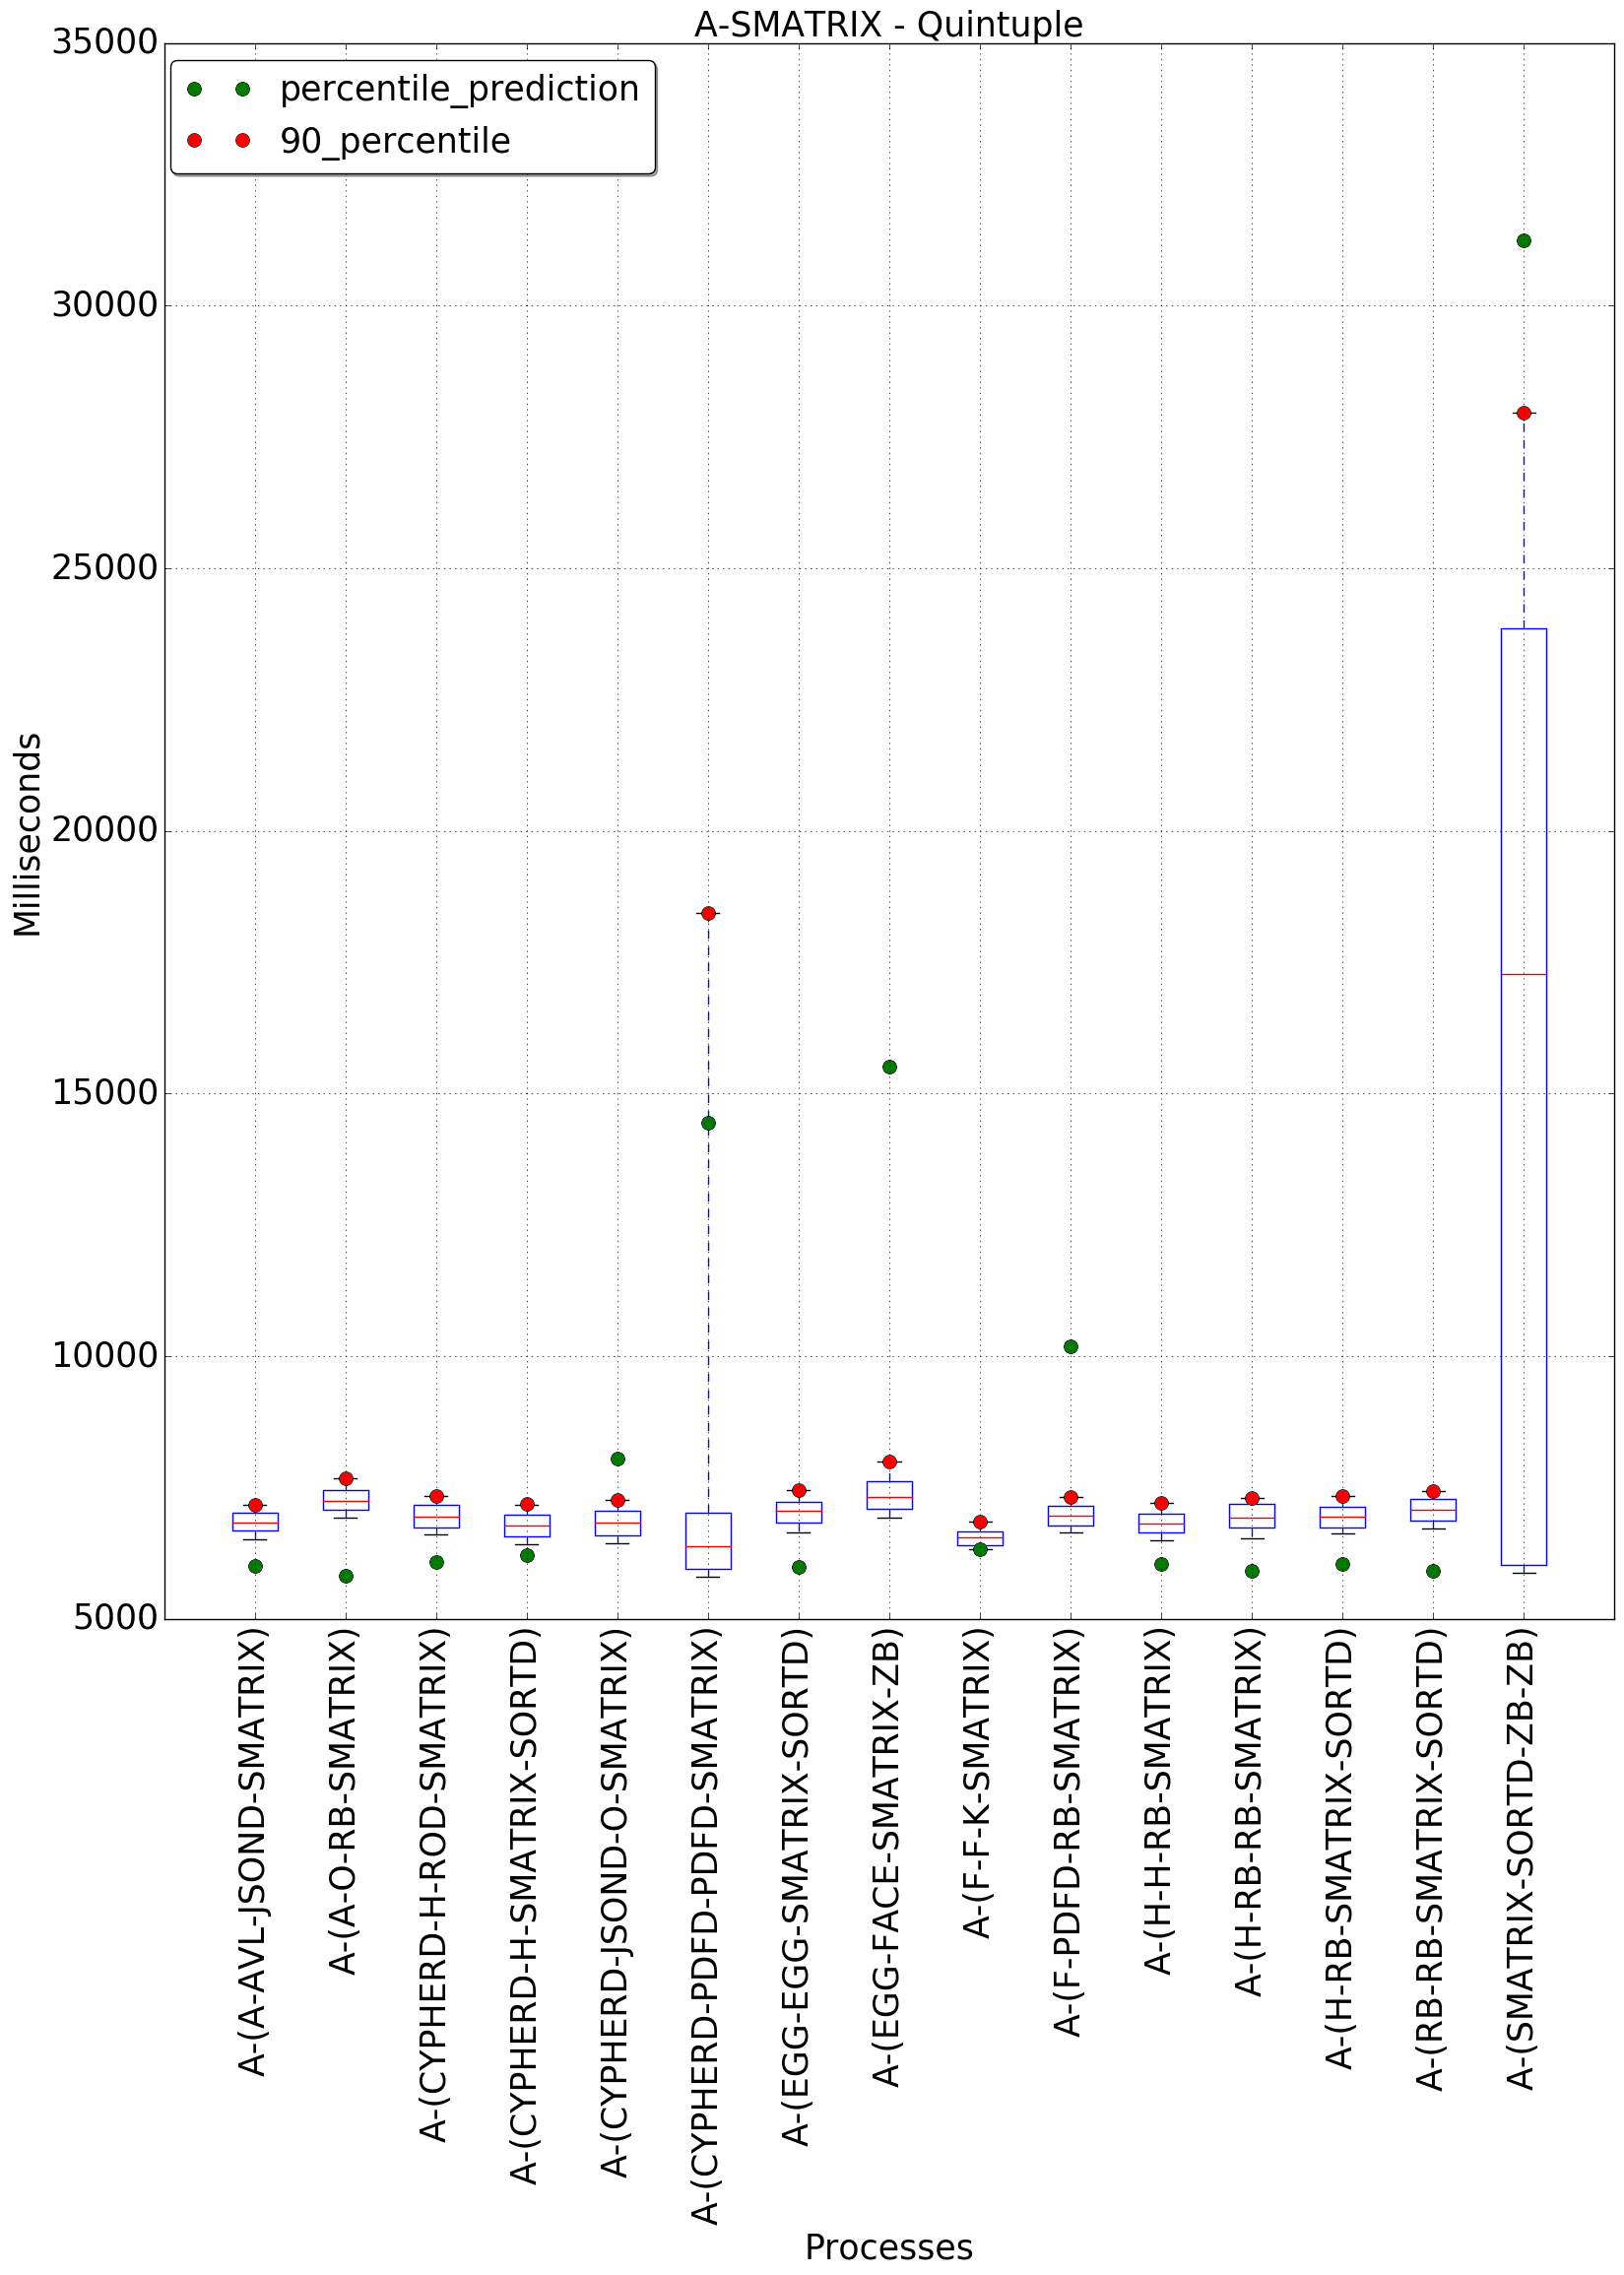 A-SMATRIX - Quintuple
percentile_prediction
90_percentile
35000
30000
25000
20000
15000
10000
5000
Milliseconds
A-(A-AVL-JSOND-SMATRIX)
A-(A-O-RB-SMATRIX)
A-(CYPHERD-H-ROD-SMATRIX)
A-(CYPHERD-H-SMATRIX-SORTD)
A-(CYPHERD-JSOND-O-SMATRIX)
A-(CYPHERD-PDFD-PDFD-SMATRIX)
A-(EGG-EGG-SMATRIX-SORTD)
A-(EGG-FACE-SMATRIX-ZB)
A-(F-F-K-SMATRIX)
A-(F-PDFD-RB-SMATRIX)
A-(H-H-RB-SMATRIX)
A-(H-RB-RB-SMATRIX)
A-(H-RB-SMATRIX-SORTD)
A-(RB-RB-SMATRIX-SORTD)
A-(SMATRIX-SORTD-ZB-ZB)
Processes